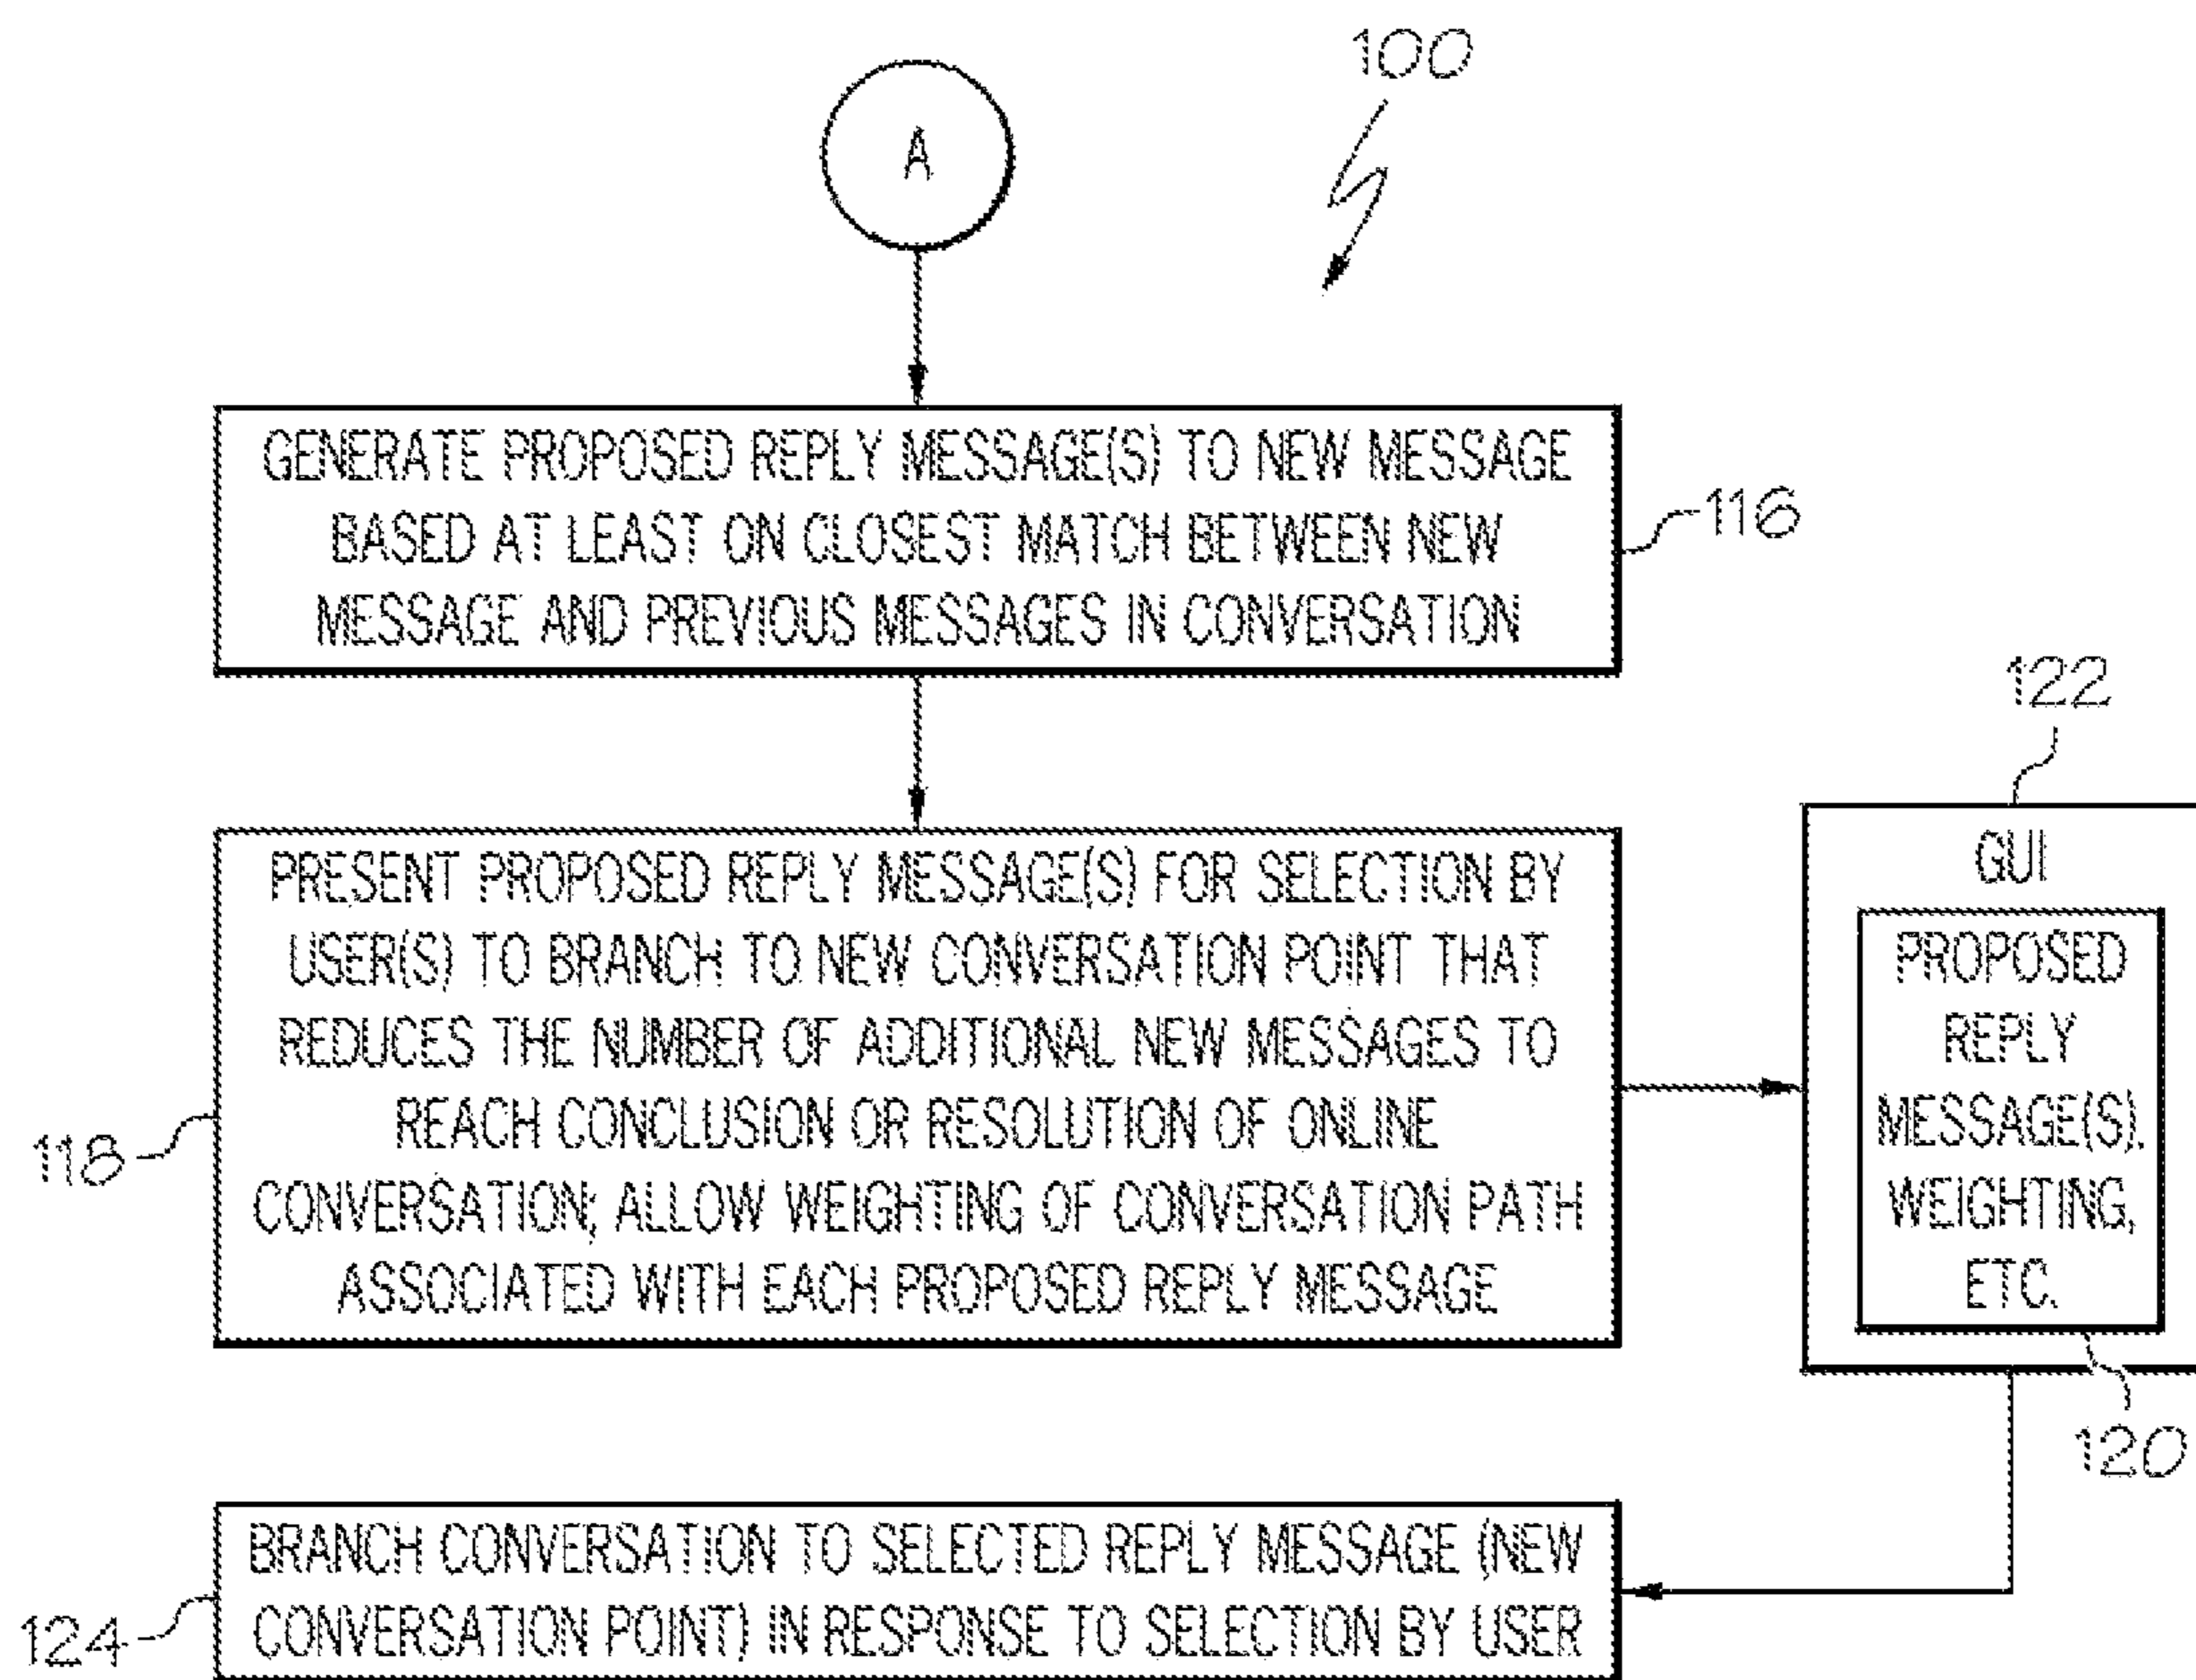 100
A
GENERATE PROPOSED REPLY MESSAGE(S) TO NEW MESSAGE
BASED AT LEAST ON CLOSEST MATCH BETWEEN NEW
MESSAGE AND PREVIOUS MESSAGES IN CONVERSATION
116
PRESENT PROPOSED REPLY MESSAGE(S) FOR SELECTION BY
USER(S) TO BRANCH TO NEW CONVERSATION POINT THAT
REDUCES THE NUMBER OF ADDITIONAL NEW MESSAGES TO
REACH CONCLUSION OR RESOLUTION OF ONLINE
CONVERSATION; ALLOW WEIGHTING OF CONVERSATION PATH
ASSOCIATED WITH EACH PROPOSED REPLY MESSAGE
118
122
GUI
PROPOSED
REPLY
MESSAGE(S),
WEIGHTING,
ETC.
120
BRANCH CONVERSATION TO SELECTED REPLY MESSAGE (NEW
CONVERSATION POINT) IN RESPONSE TO SELECTION BY USER
124